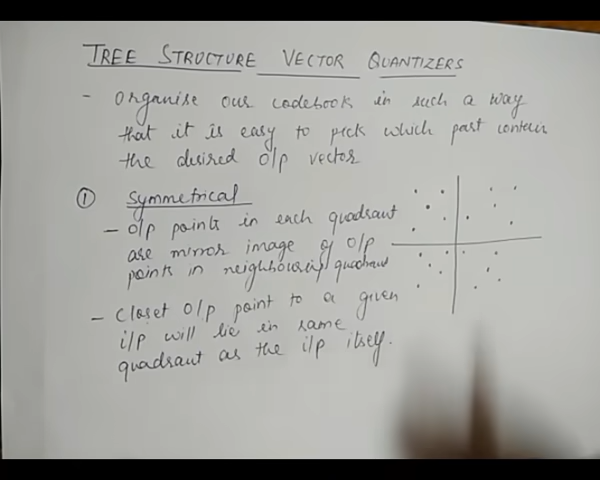 TREE STRUCTURE VECTOR QUANTIZERS
- Organise our codebook in such a way
that it is easy to pick which part contain
the desired O/p vector
① Symmetrical
- O/p points in each quadrant
are mirror image of O/p
points in neighbouring quadrant
- Closet O/p point to a given
i/p will lie in same
quadrant as the i/p itself.